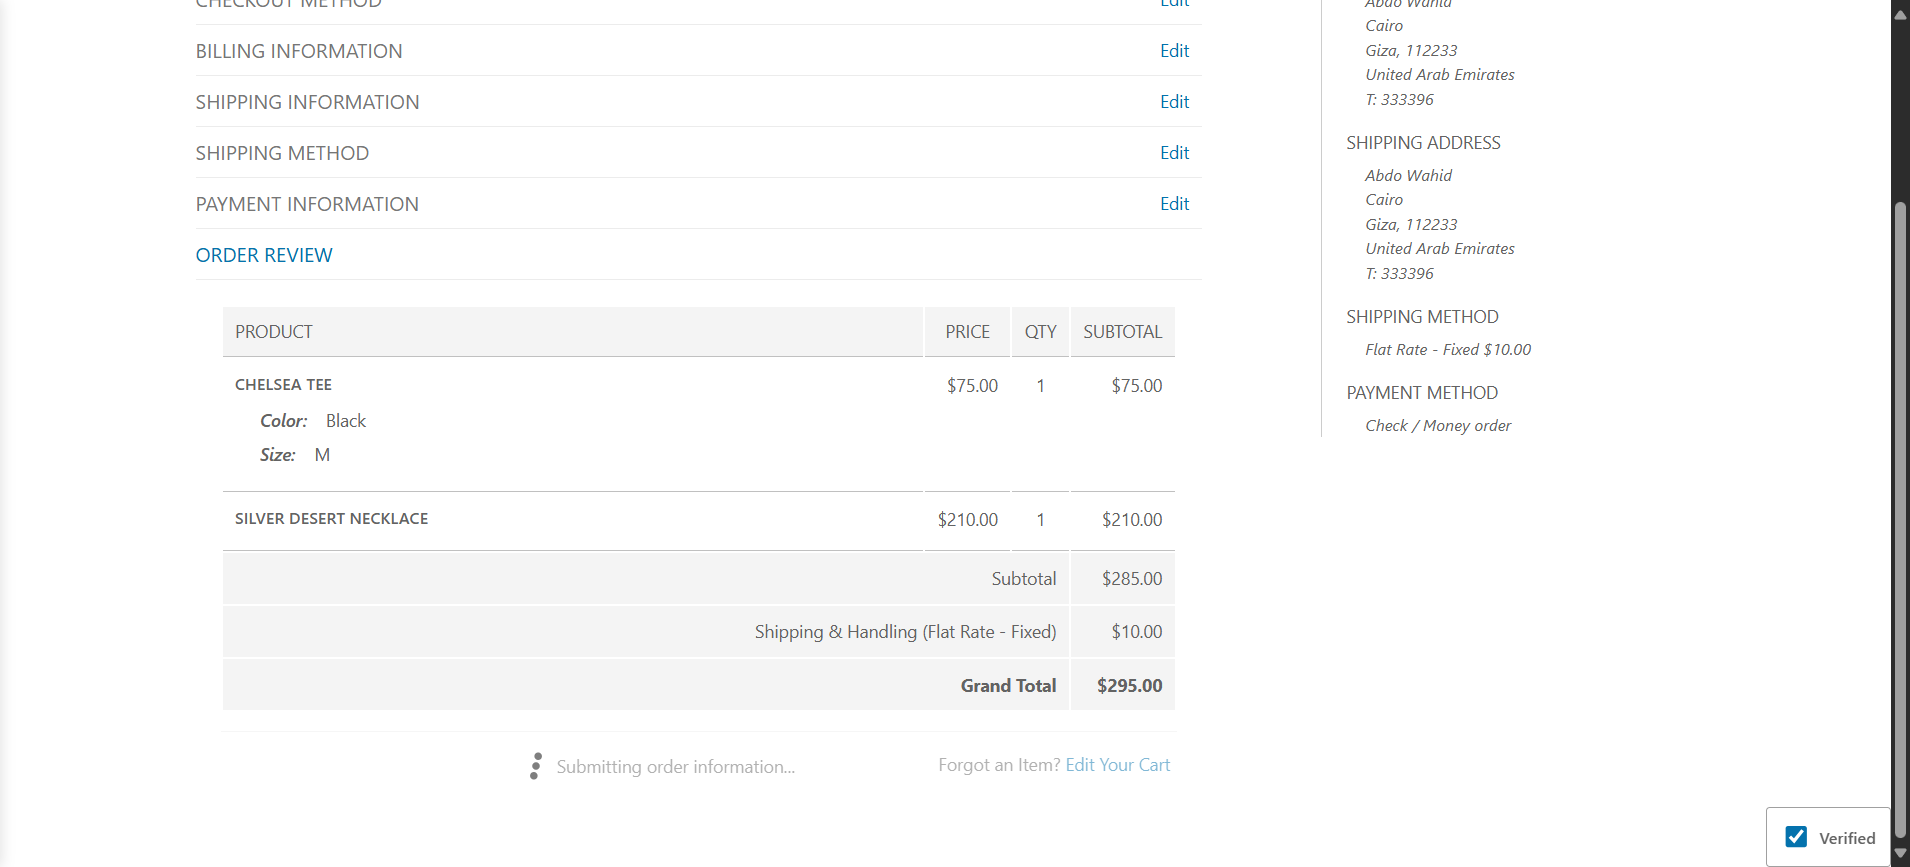 CHECKOUT METHOD Edit
BILLING INFORMATION Edit
SHIPPING INFORMATION Edit
SHIPPING METHOD Edit
PAYMENT INFORMATION Edit
ORDER REVIEW
PRODUCT PRICE QTY SUBTOTAL
CHELSEA TEE $75.00 1 $75.00
Color: Black
Size: M
SILVER DESERT NECKLACE $210.00 1 $210.00
Subtotal $285.00
Shipping & Handling (Flat Rate - Fixed) $10.00
Grand Total $295.00
Submitting order information...
Forgot an Item? Edit Your Cart
Abdo Wahid
Cairo
Giza, 112233
United Arab Emirates
T: 333396
SHIPPING ADDRESS
Abdo Wahid
Cairo
Giza, 112233
United Arab Emirates
T: 333396
SHIPPING METHOD
Flat Rate - Fixed $10.00
PAYMENT METHOD
Check / Money order
Verified